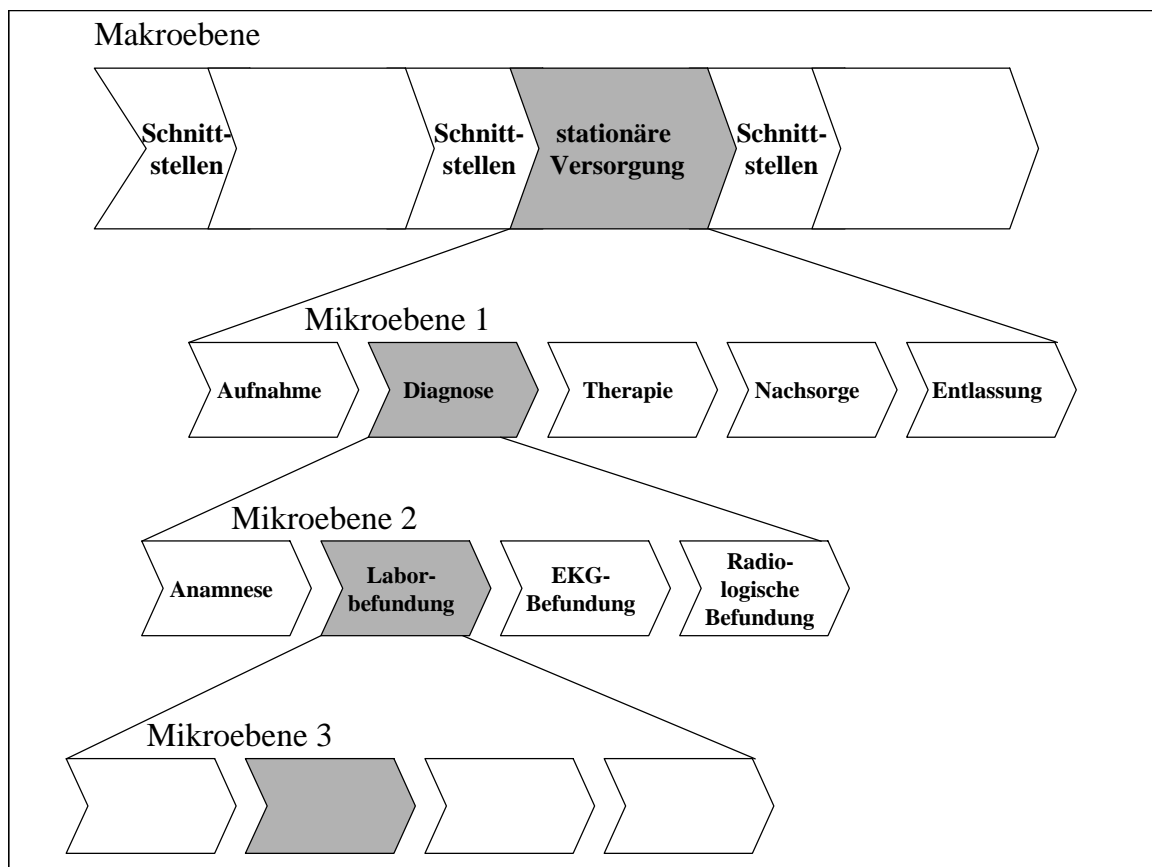 Makroebene
Schnitt-
stellen
Schnitt-
stellen
stationäre
Versorgung
Schnitt-
stellen
Mikroebene 1
Aufnahme
Diagnose
Therapie
Nachsorge
Entlassung
Mikroebene 2
Anamnese
Labor-
befundung
EKG-
Befundung
Radio-
logische
Befundung
Mikroebene 3